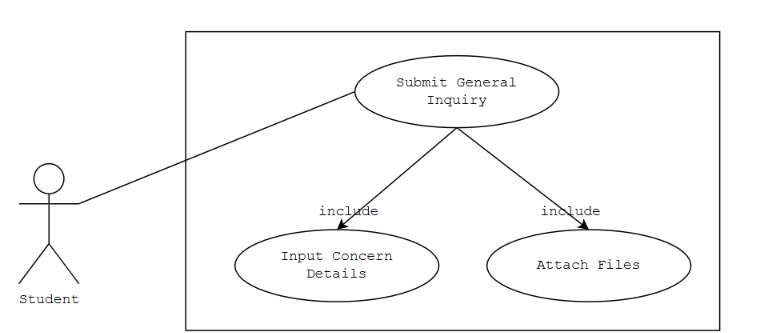 Submit General
Inquiry
include
include
Input Concern
Details
Attach Files
Student